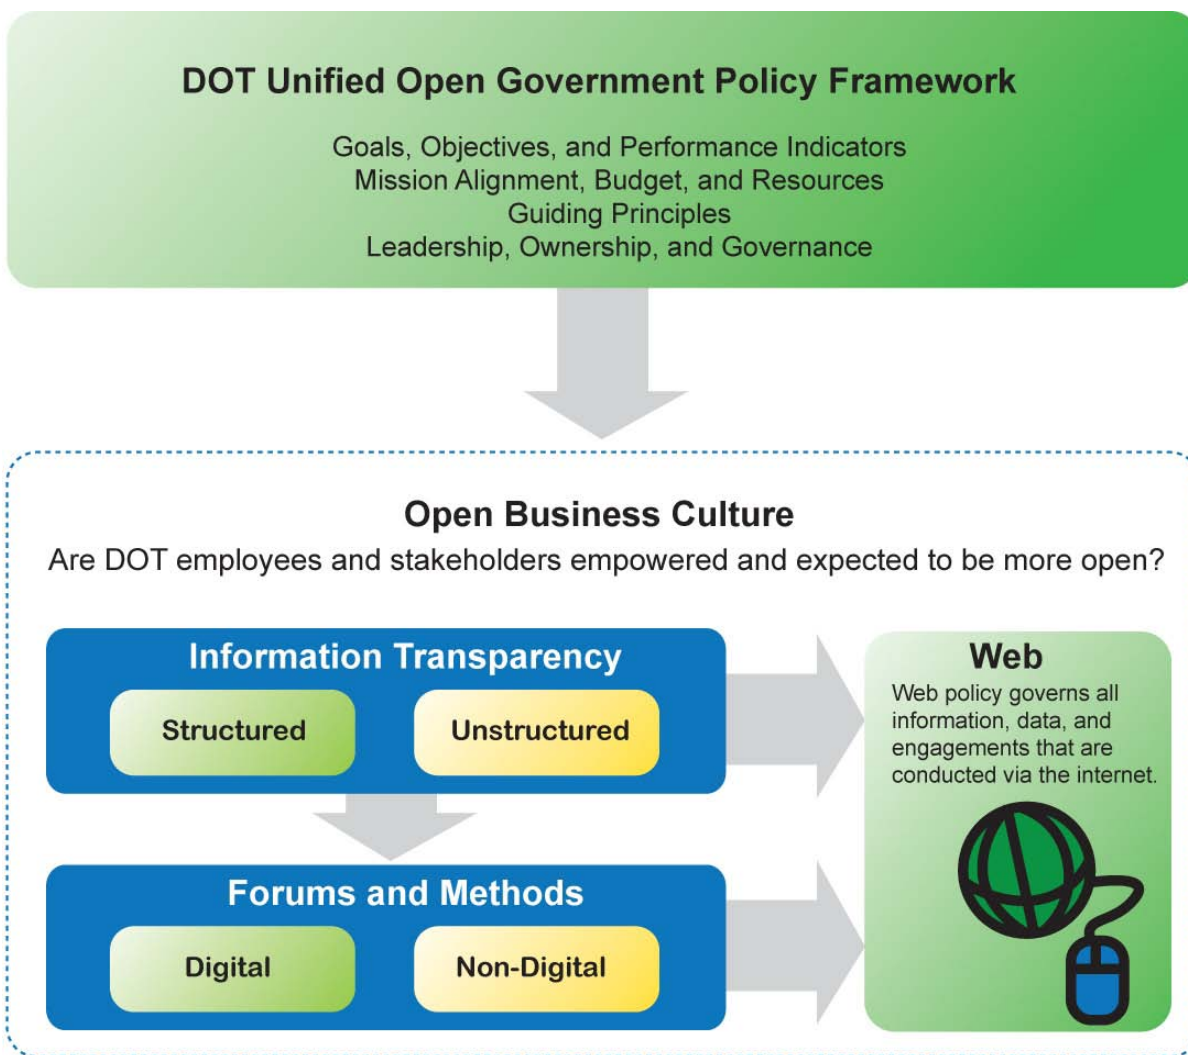 DOT Unified Open Government Policy Framework
Goals, Objectives, and Performance Indicators
Mission Alignment, Budget, and Resources
Guiding Principles
Leadership, Ownership, and Governance
Open Business Culture
Are DOT employees and stakeholders empowered and expected to be more open?
Information Transparency
Structured
Unstructured
Forums and Methods
Digital
Non-Digital
Web
Web policy governs all
information, data, and
engagements that are
conducted via the internet.